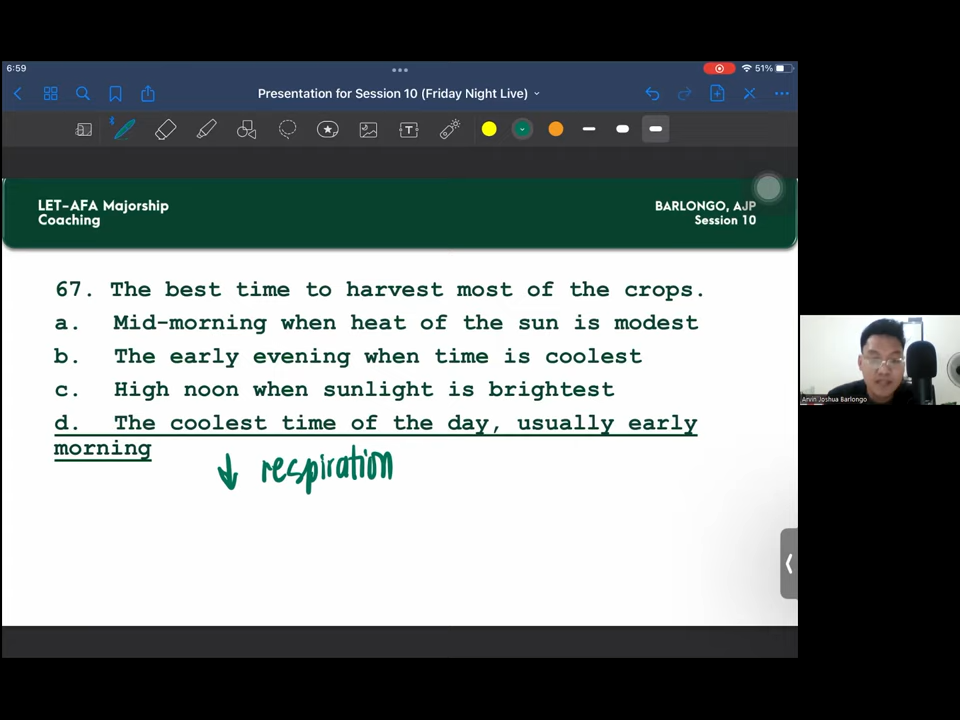 6:59
51%
Presentation for Session 10 (Friday Night Live)
T
LET-AFA Majorship
Coaching
BARLONGO, AJP
Session 10
67. The best time to harvest most of the crops.
a. Mid-morning when heat of the sun is modest
b. The early evening when time is coolest
c. High noon when sunlight is brightest
d. The coolest time of the day, usually early
morning
↓ respiration
Arvin Joshua Barlongo